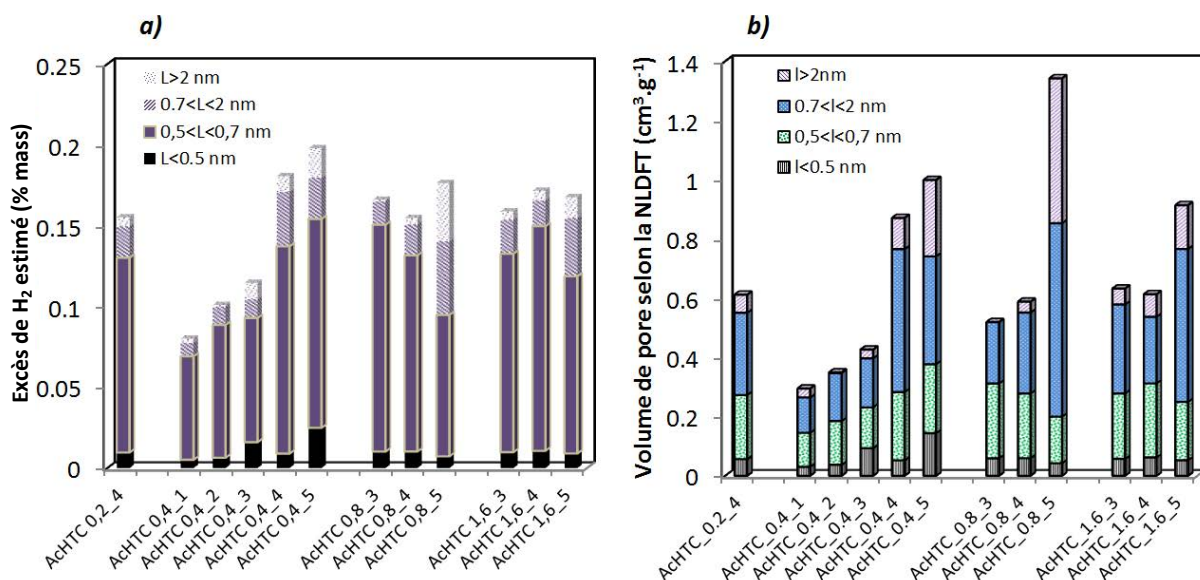 a)
Excès de H₂ estimé (% mass)
0.25
0.2
0.15
0.1
0.05
0
L>2 nm
0.7<L<2 nm
0,5<L<0,7 nm
L<0.5 nm
AcHTC 0,2_4
AcHTC 0,4_1
AcHTC 0,4_2
AcHTC 0,4_3
AcHTC 0,4_4
AcHTC 0,4_5
AcHTC 0,8_3
AcHTC 0,8_4
AcHTC 0,8_5
AcHTC 1,6_3
AcHTC 1,6_4
AcHTC 1,6_5
b)
Volume de pore selon la NLDFT (cm³.g⁻¹)
1.4
1.2
1
0.8
0.6
0.4
0.2
0
l>2nm
0.7<l<2 nm
0,5<l<0,7 nm
l<0.5 nm
AcHTC_0.2_4
AcHTC_0.4_1
AcHTC_0.4_2
AcHTC_0.4_3
AcHTC_0.4_4
AcHTC_0.4_5
AcHTC_0.8_3
AcHTC_0.8_4
AcHTC_0.8_5
AcHTC_1.6_3
AcHTC_1.6_4
AcHTC_1.6_5